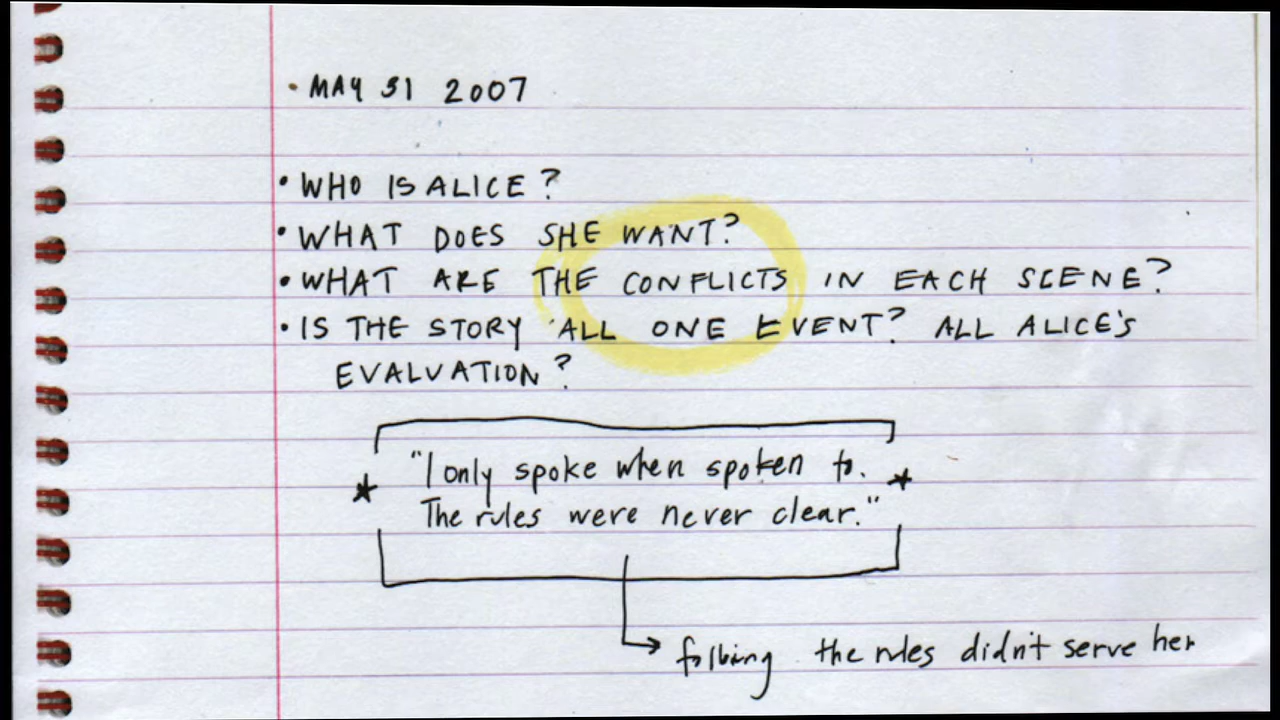 • MAY 31 2007
• WHO IS ALICE?
• WHAT DOES SHE WANT?
• WHAT ARE THE CONFLICTS IN EACH SCENE?
• IS THE STORY ALL ONE EVENT? ALL ALICE'S
EVALVATION?
"I only spoke when spoken to.
The rules were never clear."
following the rules didn't serve her